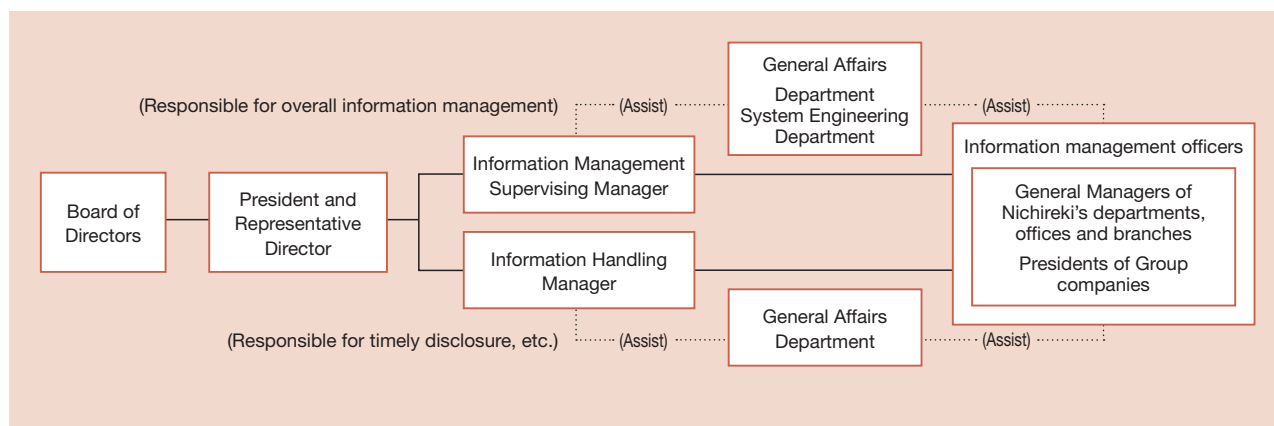 General Affairs
Department
System Engineering
Department
(Responsible for overall information management)
(Assist)
(Assist)
Information Management
Supervising Manager
Information management officers
General Managers of
Nichireki's departments,
offices and branches
Presidents of Group
companies
Board of
Directors
President and
Representative
Director
Information Handling
Manager
General Affairs
Department
(Responsible for timely disclosure, etc.)
(Assist)
(Assist)